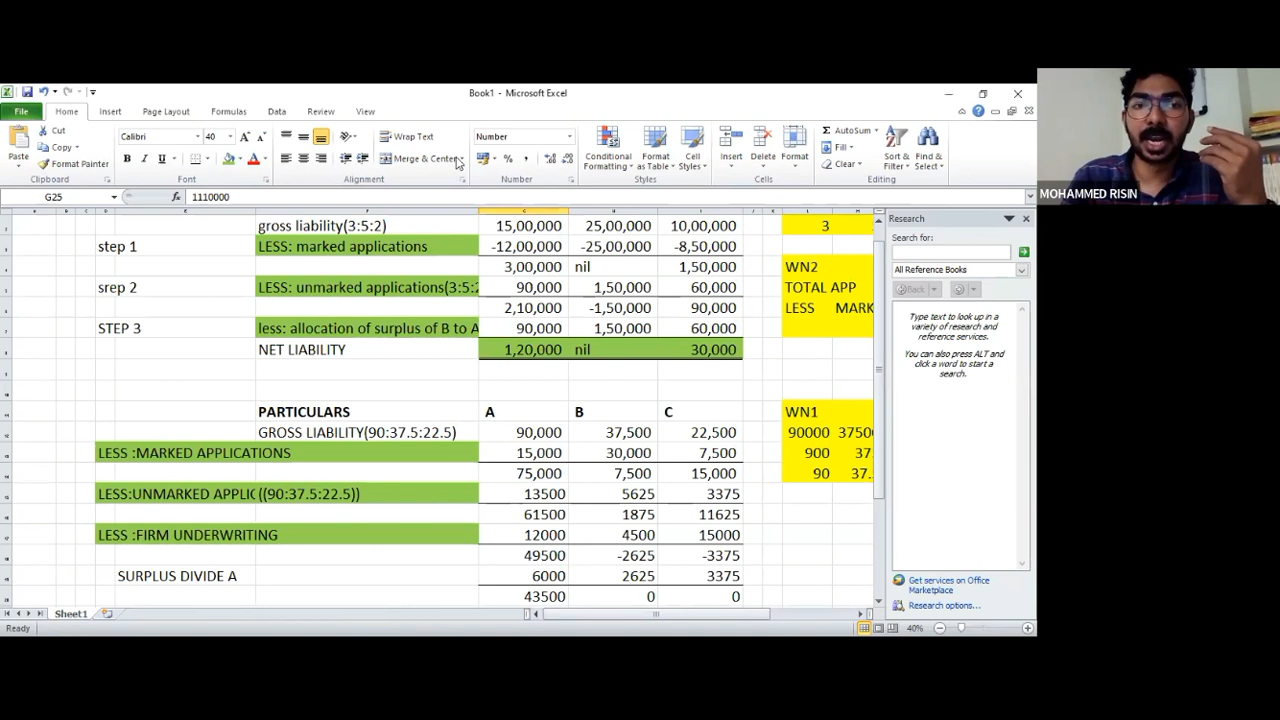 Book1 - Microsoft Excel
File Home Insert Page Layout Formulas Data Review View
Cut
Copy
Format Painter
Paste
Clipboard
Calibri 40
B I U
Font
Wrap Text
Merge & Center
Alignment
Number
Number
Conditional Formatting
Format as Table
Cell Styles
Styles
Insert Delete Format
Cells
AutoSum
Fill
Clear
Sort & Filter
Find & Select
Editing
MOHAMMED RISIN
G25 fx 1110000
gross liability(3:5:2) 15,00,000 25,00,000 10,00,000 3
step 1 LESS: marked applications -12,00,000 -25,00,000 -8,50,000
3,00,000 nil 1,50,000 WN2
srep 2 LESS: unmarked applications(3:5:2 90,000 1,50,000 60,000 TOTAL APP
2,10,000 -1,50,000 90,000 LESS MARK
STEP 3 less: allocation of surplus of B to A 90,000 1,50,000 60,000
NET LIABILITY 1,20,000 nil 30,000
PARTICULARS A B C WN1
GROSS LIABILITY(90:37.5:22.5) 90,000 37,500 22,500 90000 3750
LESS :MARKED APPLICATIONS 15,000 30,000 7,500 900 37
75,000 7,500 15,000 90 37.
LESS:UNMARKED APPLIC ((90:37.5:22.5)) 13500 5625 3375
61500 1875 11625
LESS :FIRM UNDERWRITING 12000 4500 15000
49500 -2625 -3375
SURPLUS DIVIDE A 6000 2625 3375
43500 0 0
Research
Search for:
All Reference Books
Back
Type text to look up in a variety of research and reference services.
You can also press ALT and click a word to start a search.
Get services on Office Marketplace
Research options...
Sheet1
Ready 40%